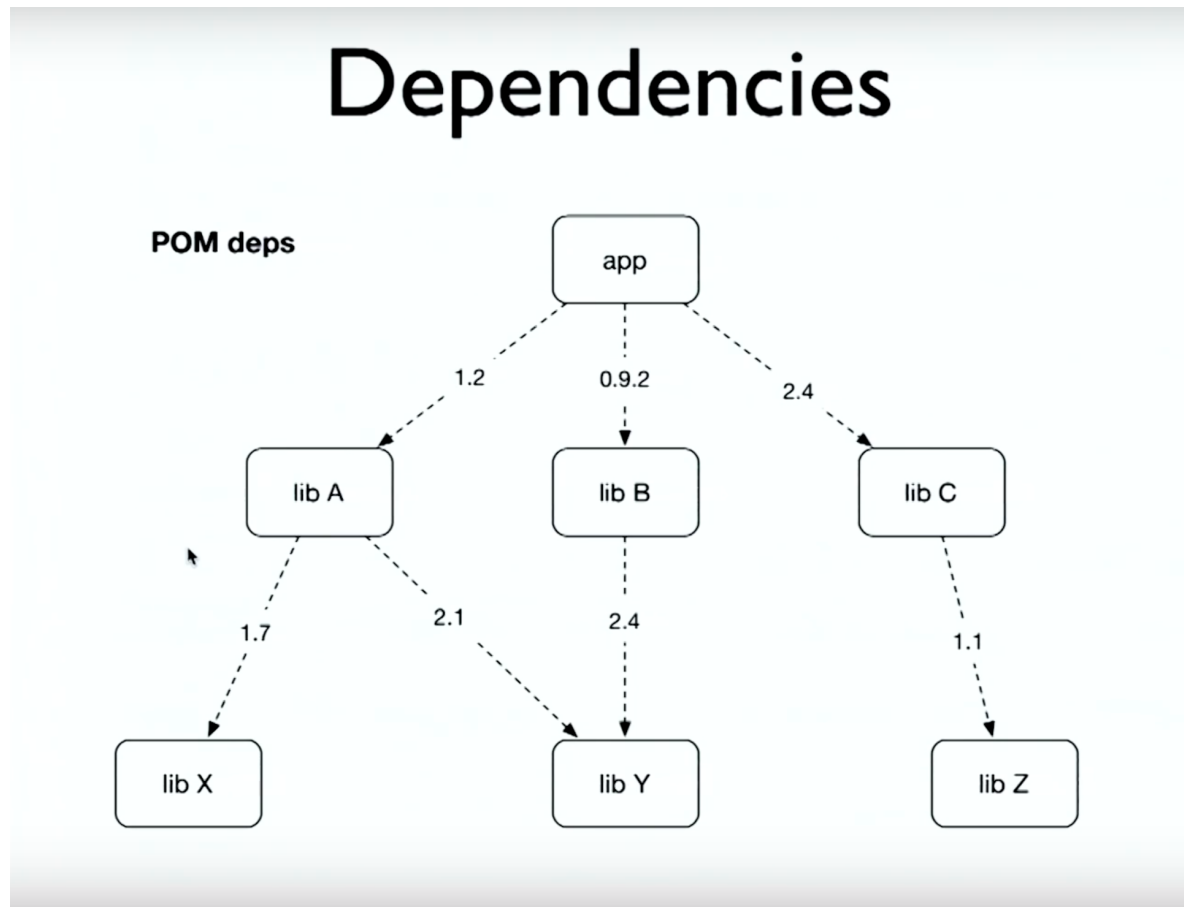 Dependencies
POM deps
app
1.2
0.9.2
2.4
lib A
lib B
lib C
1.7
2.1
2.4
1.1
lib X
lib Y
lib Z